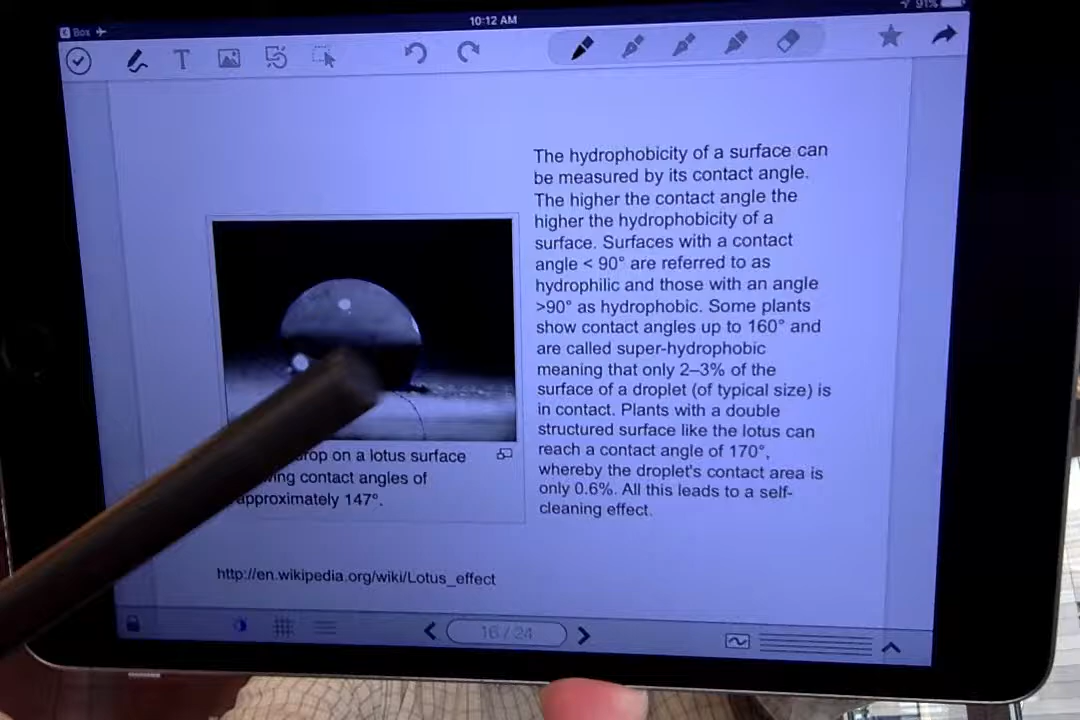 Box
10:12 AM
91%
T
The hydrophobicity of a surface can
be measured by its contact angle.
The higher the contact angle the
higher the hydrophobicity of a
surface. Surfaces with a contact
angle < 90° are referred to as
hydrophilic and those with an angle
>90° as hydrophobic. Some plants
show contact angles up to 160° and
are called super-hydrophobic
meaning that only 2–3% of the
surface of a droplet (of typical size) is
in contact. Plants with a double
structured surface like the lotus can
reach a contact angle of 170°,
whereby the droplet's contact area is
only 0.6%. All this leads to a self-
cleaning effect.
on a lotus surface
contact angles of
approximately 147°.
http://en.wikipedia.org/wiki/Lotus_effect
16 / 24